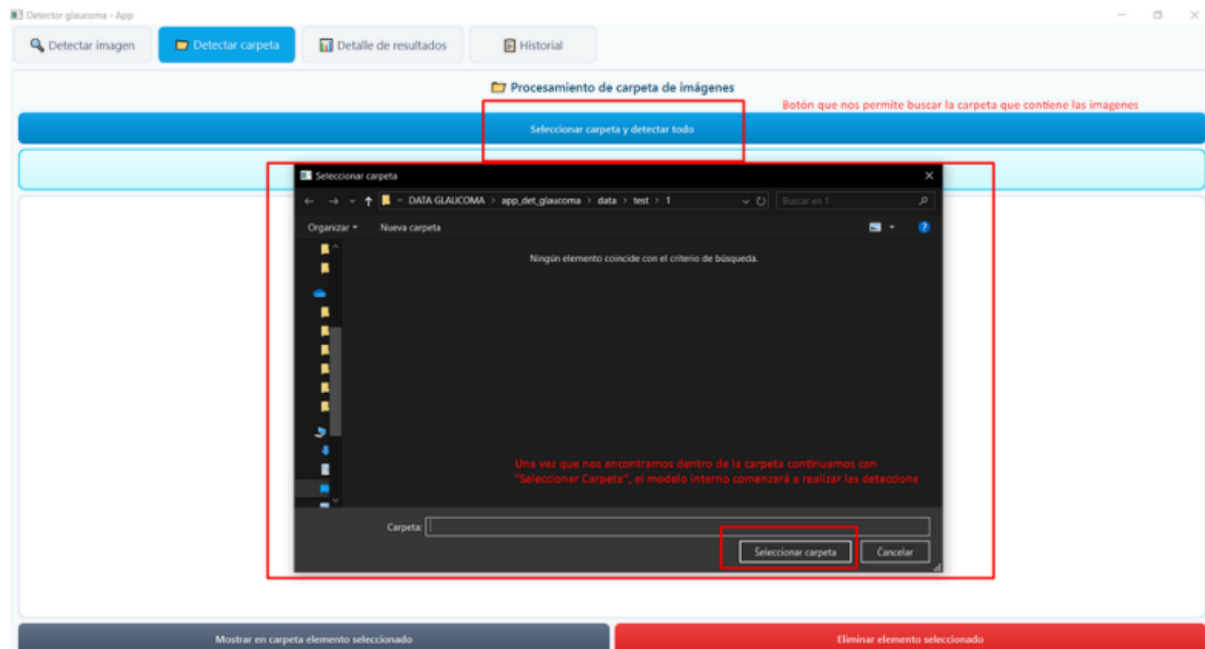 Detector glaucoma - App
Detectar imagen
Detectar carpeta
Detalle de resultados
Historial
Procesamiento de carpeta de imágenes
Botón que nos permite buscar la carpeta que contiene las imagenes
Seleccionar carpeta y detectar todo
Seleccionar carpeta
« DATA GLAUCOMA > app_det_glaucoma > data > test > 1
Buscar en 1
Organizar
Nueva carpeta
Ningún elemento coincide con el criterio de búsqueda.
Una vez que nos encontramos dentro de la carpeta continuamos con
"Seleccionar Carpeta", el modelo interno comenzará a realizar las deteccione
Carpeta:
Seleccionar carpeta
Cancelar
Mostrar en carpeta elemento seleccionado
Eliminar elemento seleccionado